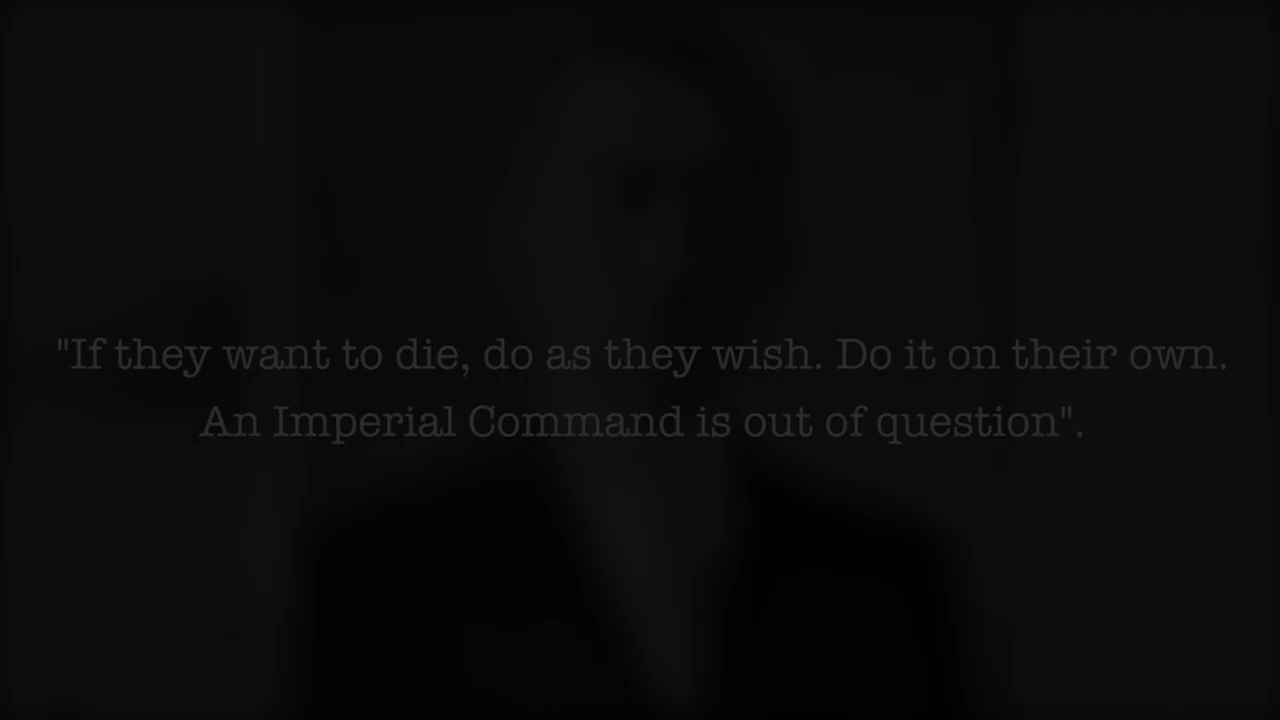 "If they want to die, do as they wish. Do it on their own.
An Imperial Command is out of question".